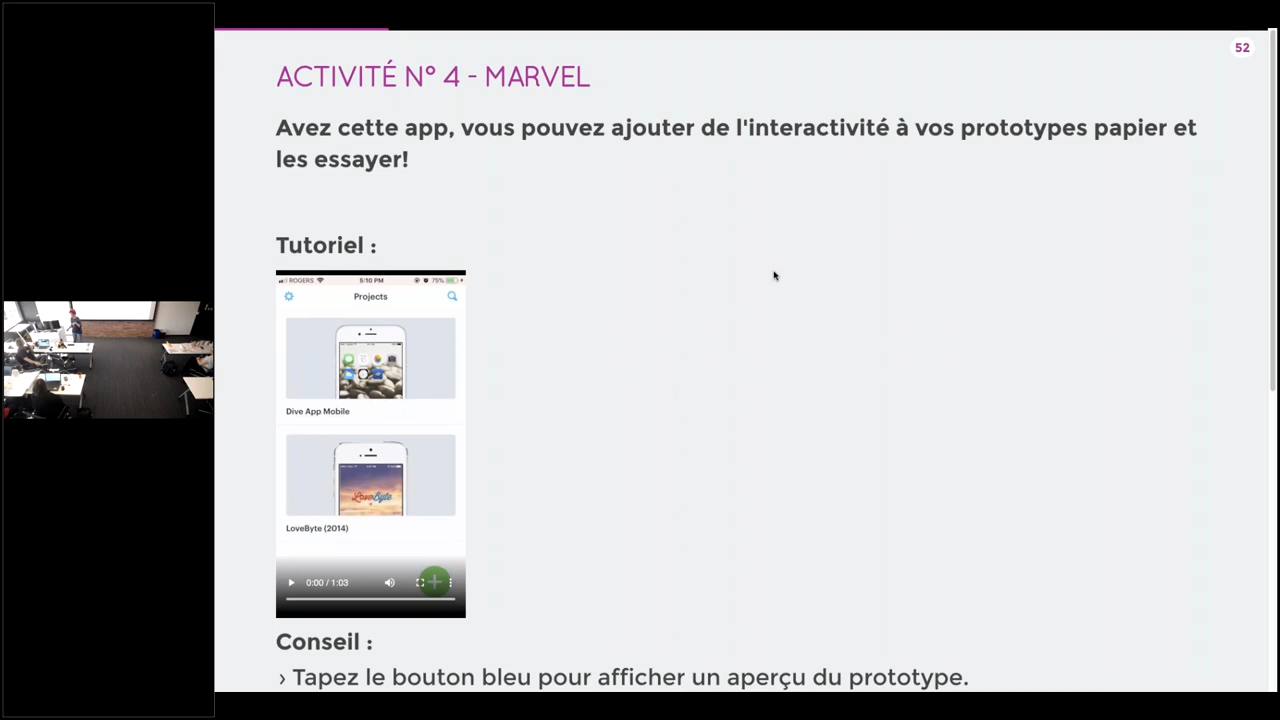 52
ACTIVITÉ N° 4 - MARVEL
Avez cette app, vous pouvez ajouter de l'interactivité à vos prototypes papier et
les essayer!
Tutoriel :
ROGERS 5:10 PM 75%
Projects
Dive App Mobile
LoveByte
LoveByte (2014)
0:00 / 1:03
Conseil :
› Tapez le bouton bleu pour afficher un aperçu du prototype.